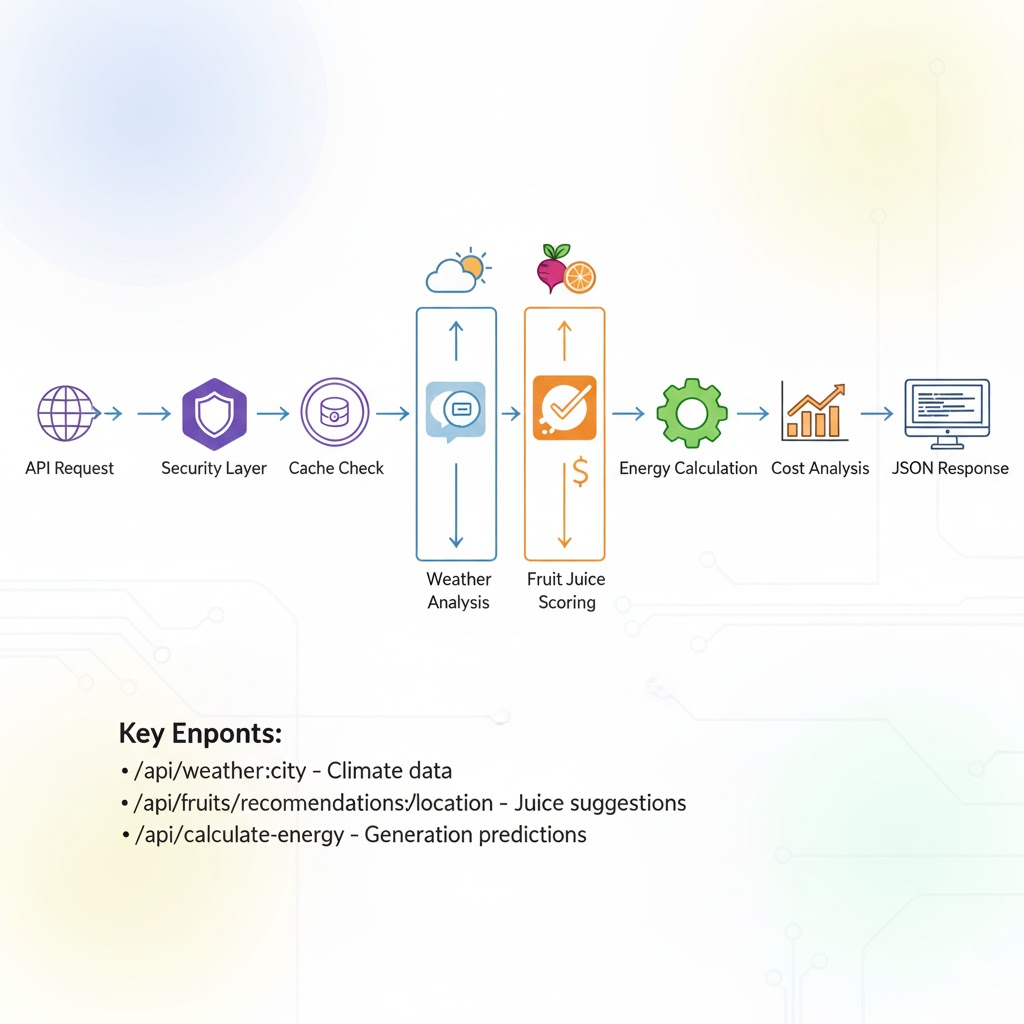 $
API Request
Security Layer
Cache Check
Energy Calculation
Cost Analysis
JSON Response
Weather
Analysis
Fruit Juice
Scoring
Key Enponts:
• /api/weather:city – Climate data
• /api/fruits/recomendations:/location – Juice suggestions
• /api/calculate-energy – Generation predictions